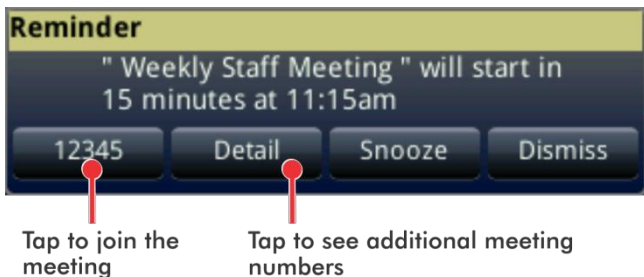 Reminder
" Weekly Staff Meeting " will start in
15 minutes at 11:15am
12345 Detail Snooze Dismiss
Tap to join the
meeting
Tap to see additional meeting
numbers